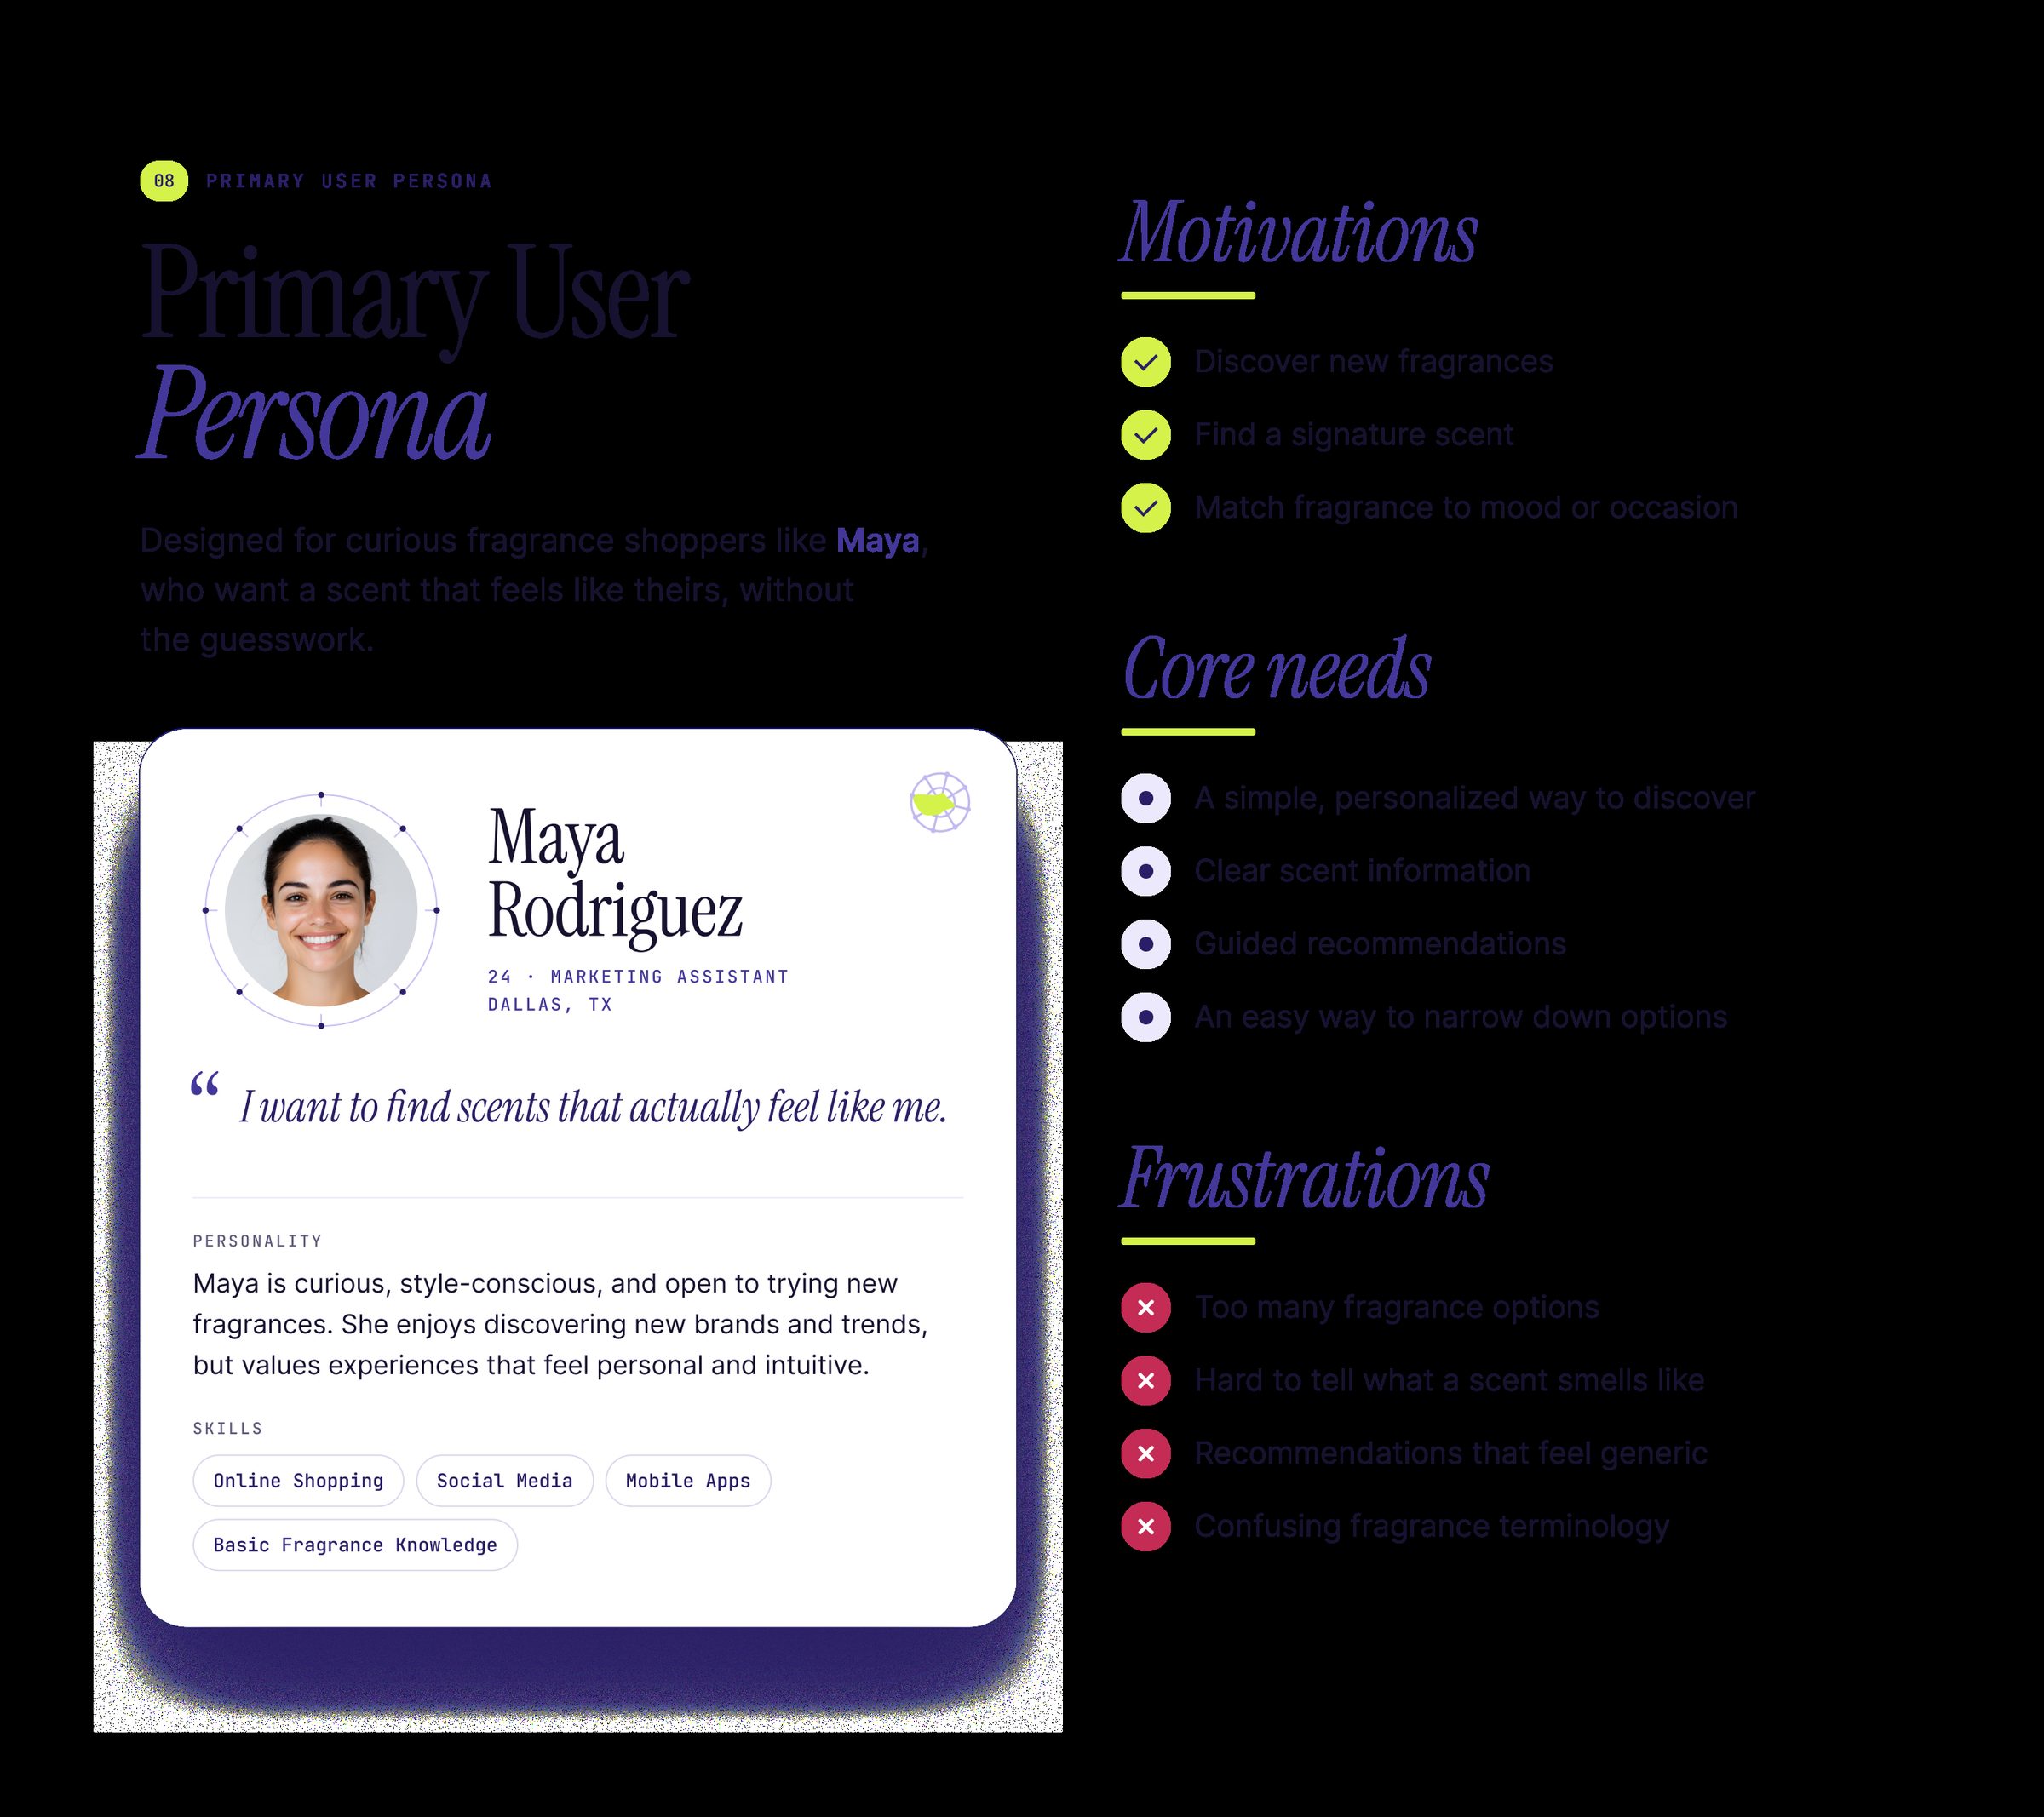 08 PRIMARY USER PERSONA
Primary User
Persona
Designed for curious fragrance shoppers like Maya,
who want a scent that feels like theirs, without
the guesswork.
Maya
Rodriguez
24 · MARKETING ASSISTANT
DALLAS, TX
“ I want to find scents that actually feel like me.
PERSONALITY
Maya is curious, style-conscious, and open to trying new
fragrances. She enjoys discovering new brands and trends,
but values experiences that feel personal and intuitive.
SKILLS
Online Shopping
Social Media
Mobile Apps
Basic Fragrance Knowledge
Motivations
Discover new fragrances
Find a signature scent
Match fragrance to mood or occasion
Core needs
A simple, personalized way to discover
Clear scent information
Guided recommendations
An easy way to narrow down options
Frustrations
Too many fragrance options
Hard to tell what a scent smells like
Recommendations that feel generic
Confusing fragrance terminology